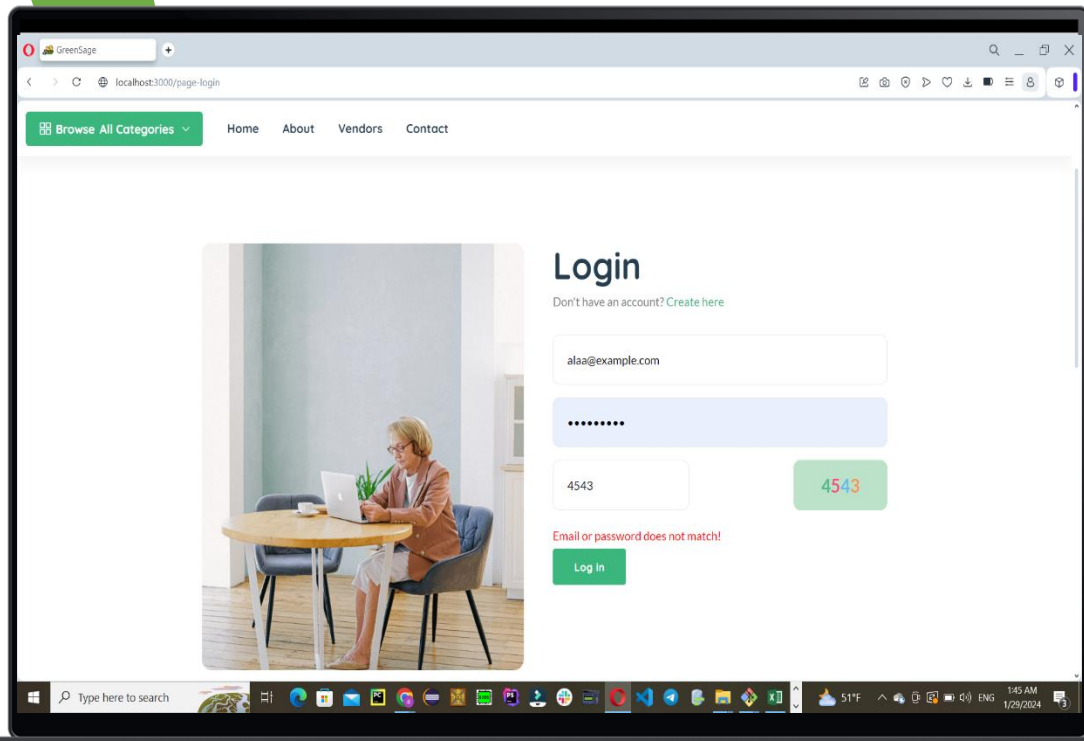 GreenSage
localhost:3000/page-login
Browse All Categories Home About Vendors Contact
Login
Don't have an account? Create here
alaa@example.com
•••••••••
4543 4543
Email or password does not match!
Log In
Type here to search 51°F ENG 1:45 AM
1/29/2024